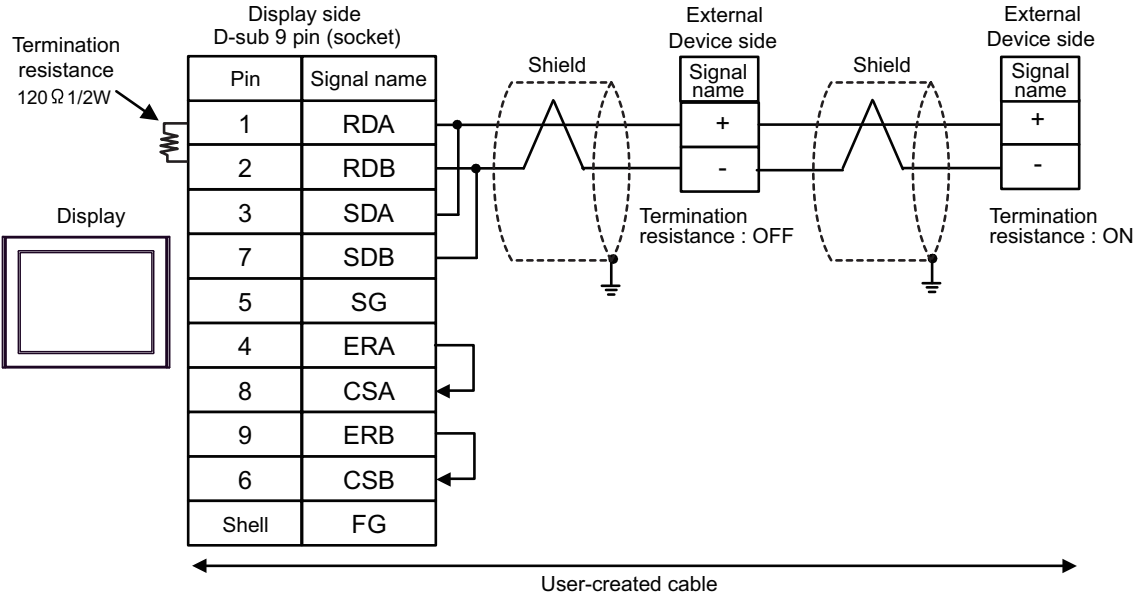 Display side
D-sub 9 pin (socket)
Termination
resistance
120Ω 1/2W
Display
Pin Signal name
1 RDA
2 RDB
3 SDA
7 SDB
5 SG
4 ERA
8 CSA
9 ERB
6 CSB
Shell FG
Shield
External
Device side
Signal
name
+
-
Termination
resistance : OFF
Shield
External
Device side
Signal
name
+
-
Termination
resistance : ON
User-created cable